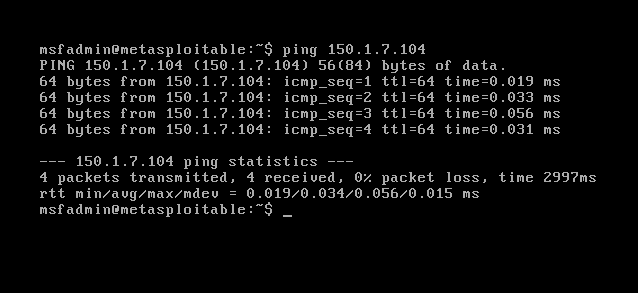 msfadmin@metasploitable:~$ ping 150.1.7.104
PING 150.1.7.104 (150.1.7.104) 56(84) bytes of data.
64 bytes from 150.1.7.104: icmp_seq=1 ttl=64 time=0.019 ms
64 bytes from 150.1.7.104: icmp_seq=2 ttl=64 time=0.033 ms
64 bytes from 150.1.7.104: icmp_seq=3 ttl=64 time=0.056 ms
64 bytes from 150.1.7.104: icmp_seq=4 ttl=64 time=0.031 ms
--- 150.1.7.104 ping statistics ---
4 packets transmitted, 4 received, 0% packet loss, time 2997ms
rtt min/avg/max/mdev = 0.019/0.034/0.056/0.015 ms
msfadmin@metasploitable:~$ _